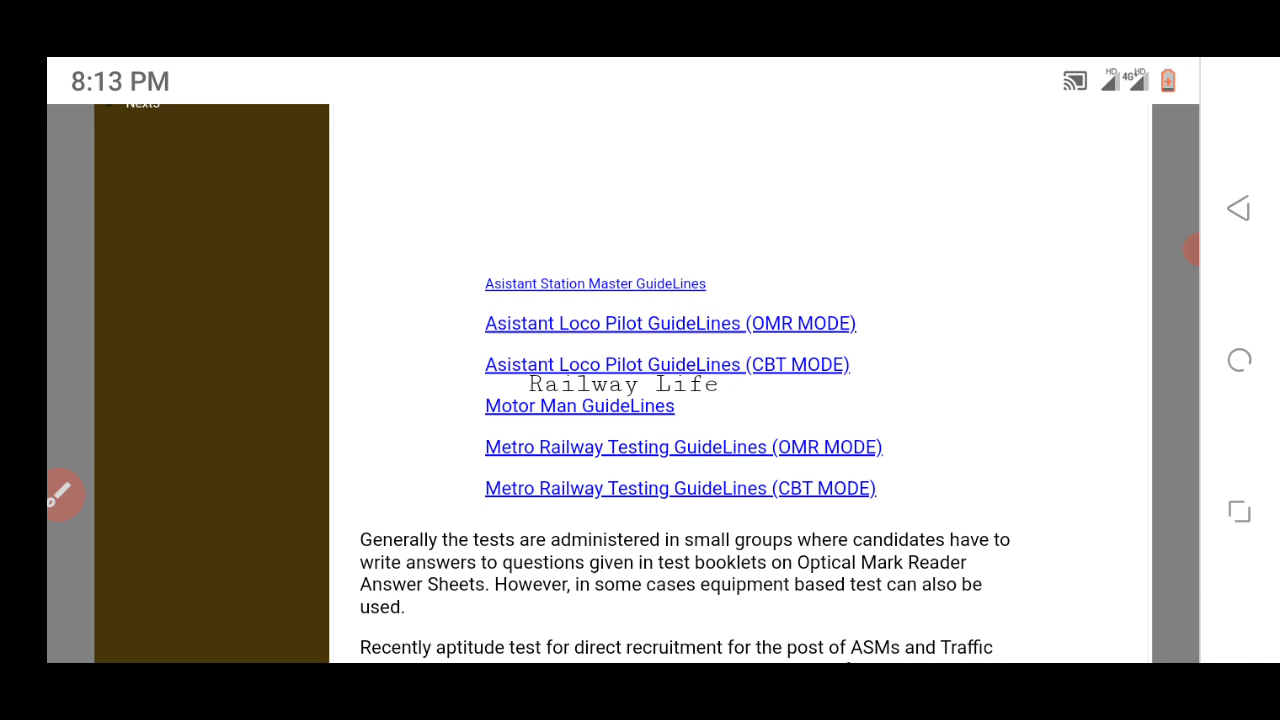 8:13 PM
HD 4G+ HD
Next5
Asistant Station Master GuideLines
Asistant Loco Pilot GuideLines (OMR MODE)
Asistant Loco Pilot GuideLines (CBT MODE)
Railway Life
Motor Man GuideLines
Metro Railway Testing GuideLines (OMR MODE)
Metro Railway Testing GuideLines (CBT MODE)
Generally the tests are administered in small groups where candidates have to
write answers to questions given in test booklets on Optical Mark Reader
Answer Sheets. However, in some cases equipment based test can also be
used.
Recently aptitude test for direct recruitment for the post of ASMs and Traffic